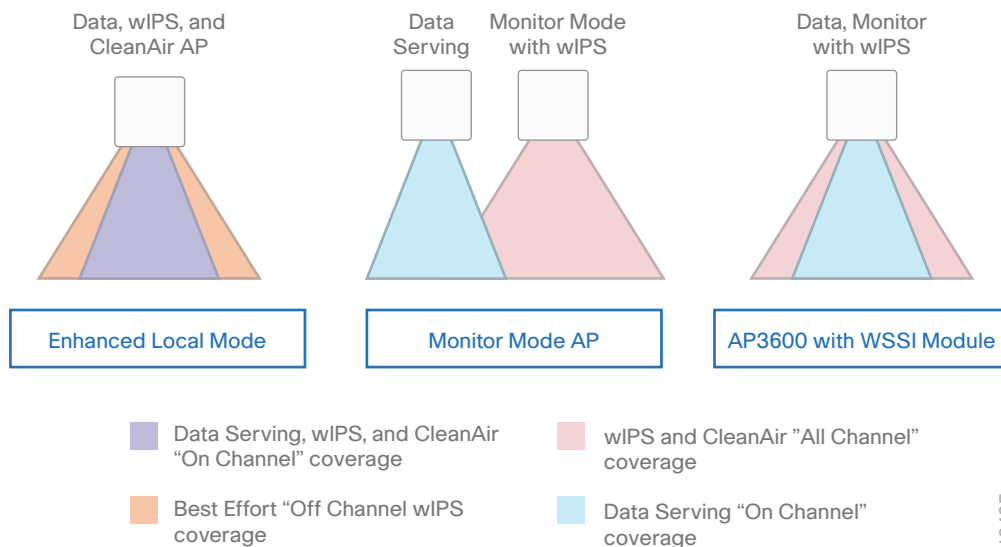 Data, wIPS, and
CleanAir AP
Data
Serving
Monitor Mode
with wIPS
Data, Monitor
with wIPS
Enhanced Local Mode
Monitor Mode AP
AP3600 with WSSI Module
Data Serving, wIPS, and CleanAir
“On Channel” coverage
wIPS and CleanAir ”All Channel”
coverage
Best Effort “Off Channel wIPS
coverage
Data Serving “On Channel”
coverage